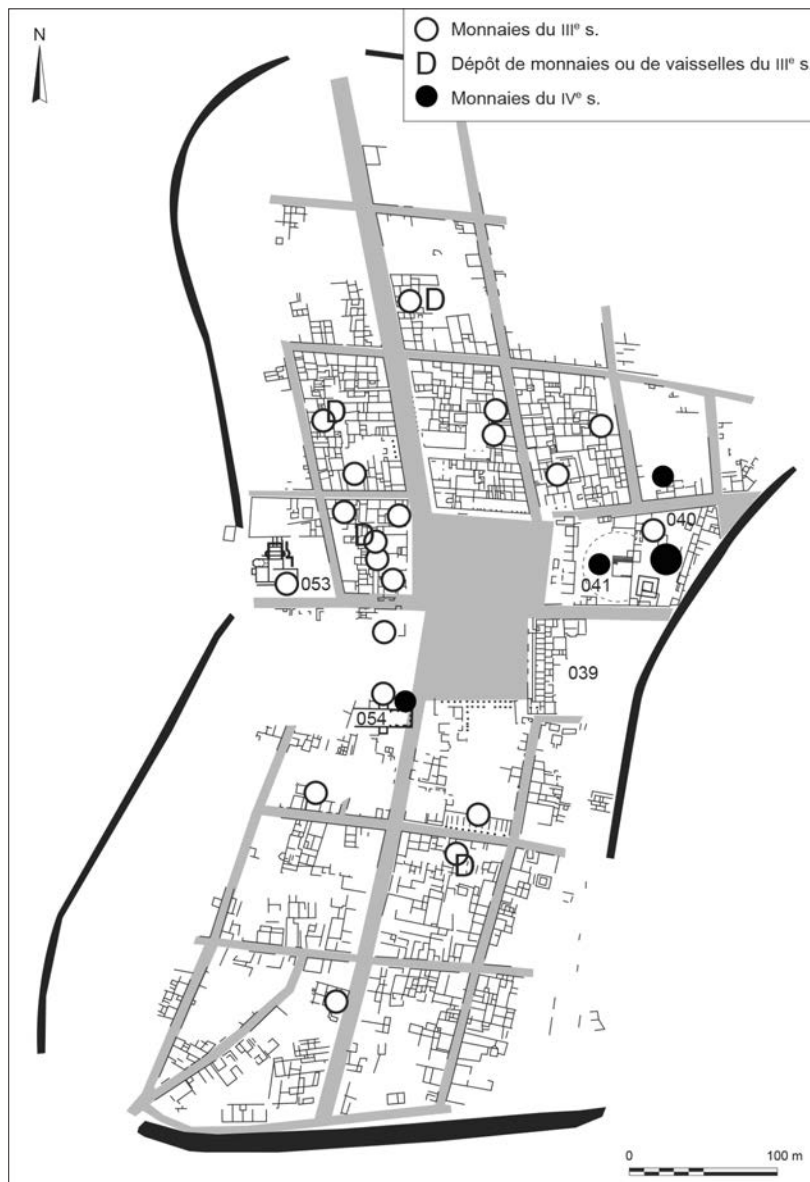 N
Monnaies du IIIᵉ s.
D Dépôt de monnaies ou de vaisselles du IIIᵉ s
Monnaies du IVᵉ s.
D
D
040
D
053
041
039
054
D
0 100 m